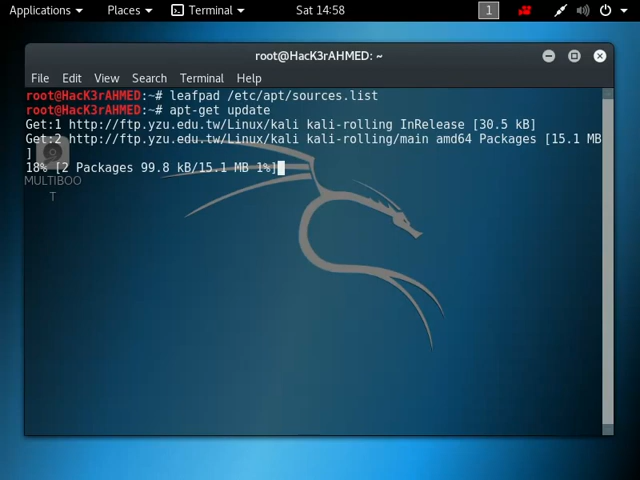 Applications Places Terminal Sat 14:58 1
root@HacK3rAHMED: ~
File Edit View Search Terminal Help
root@HacK3rAHMED:~# leafpad /etc/apt/sources.list
root@HacK3rAHMED:~# apt-get update
Get:1 http://ftp.yzu.edu.tw/Linux/kali kali-rolling InRelease [30.5 kB]
Get:2 http://ftp.yzu.edu.tw/Linux/kali kali-rolling/main amd64 Packages [15.1 MB
]
18% [2 Packages 99.8 kB/15.1 MB 1%]
MULTIBOO
T